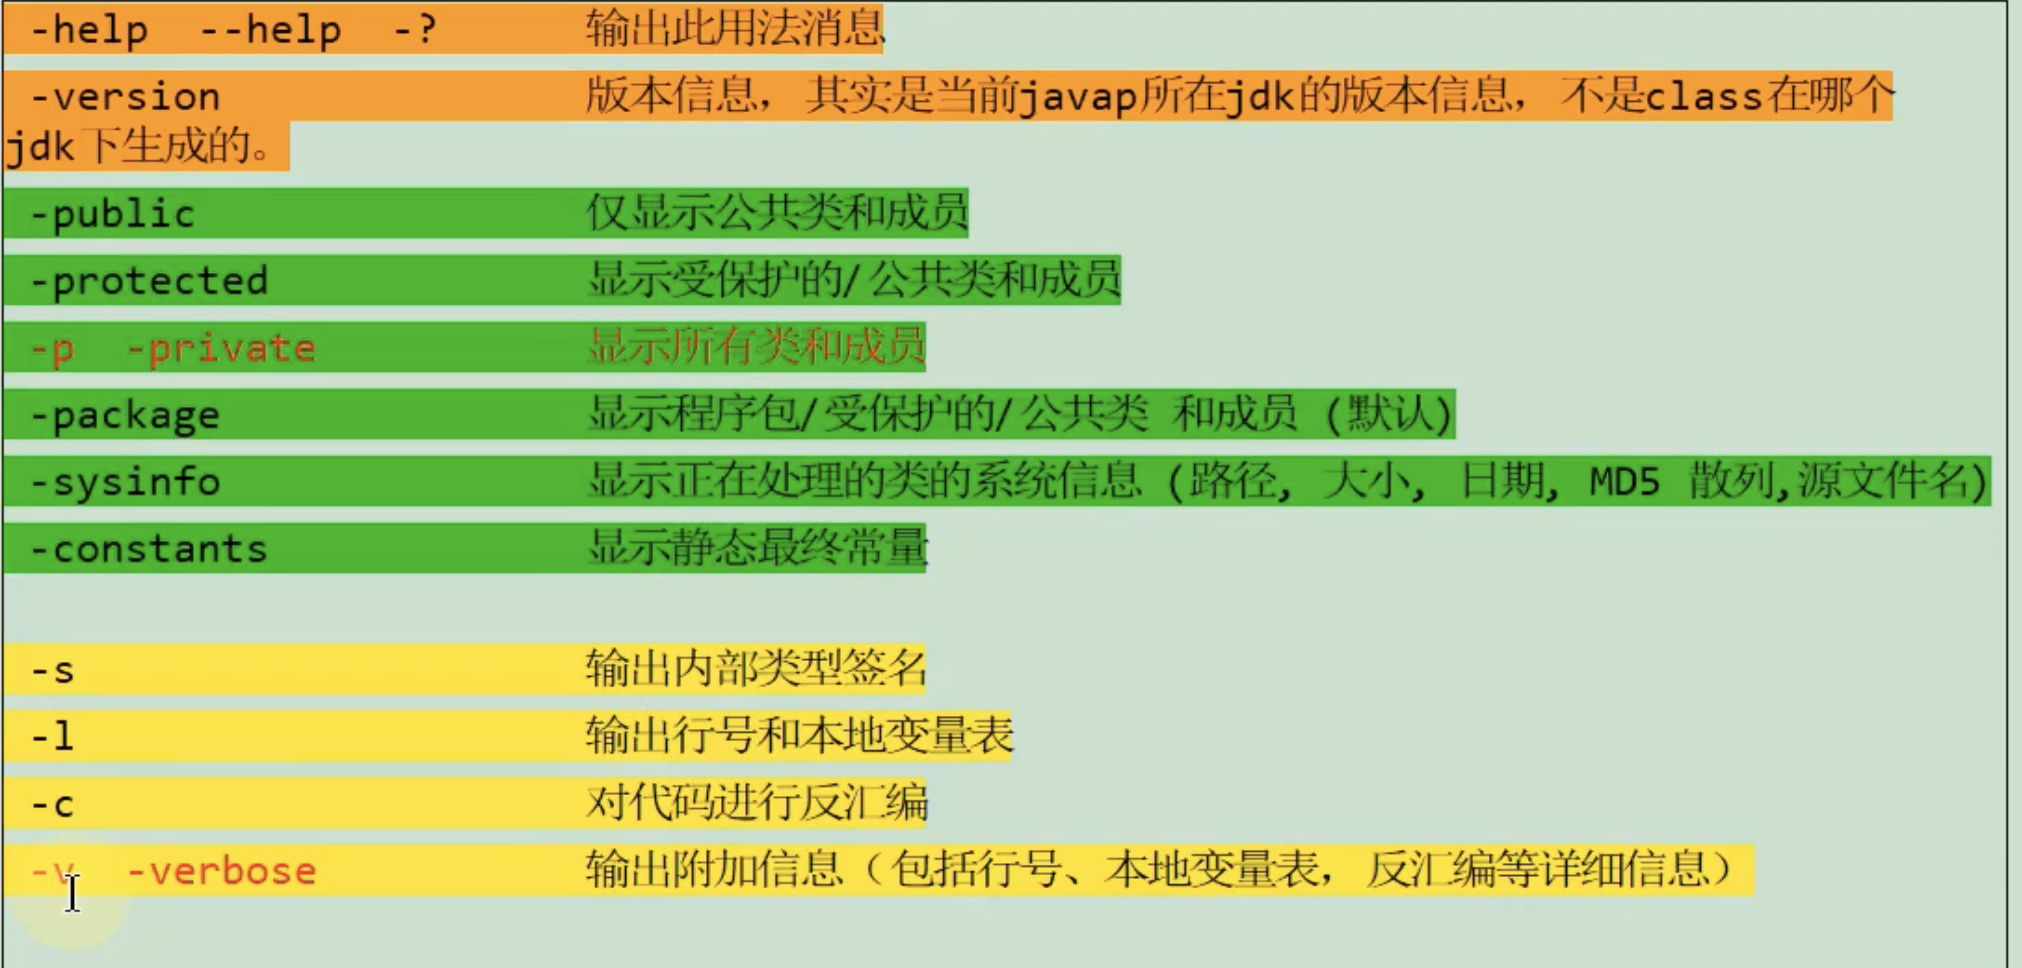 -help  --help  -?        输出此用法消息
-version        版本信息，其实是当前javap所在jdk的版本信息，不是class在哪个
jdk下生成的。
-public        仅显示公共类和成员
-protected        显示受保护的/公共类和成员
-p  -private        显示所有类和成员
-package        显示程序包/受保护的/公共类 和成员 (默认)
-sysinfo        显示正在处理的类的系统信息 (路径, 大小, 日期, MD5 散列,源文件名)
-constants        显示静态最终常量
-s        输出内部类型签名
-l        输出行号和本地变量表
-c        对代码进行反汇编
-v  -verbose        输出附加信息（包括行号、本地变量表，反汇编等详细信息）